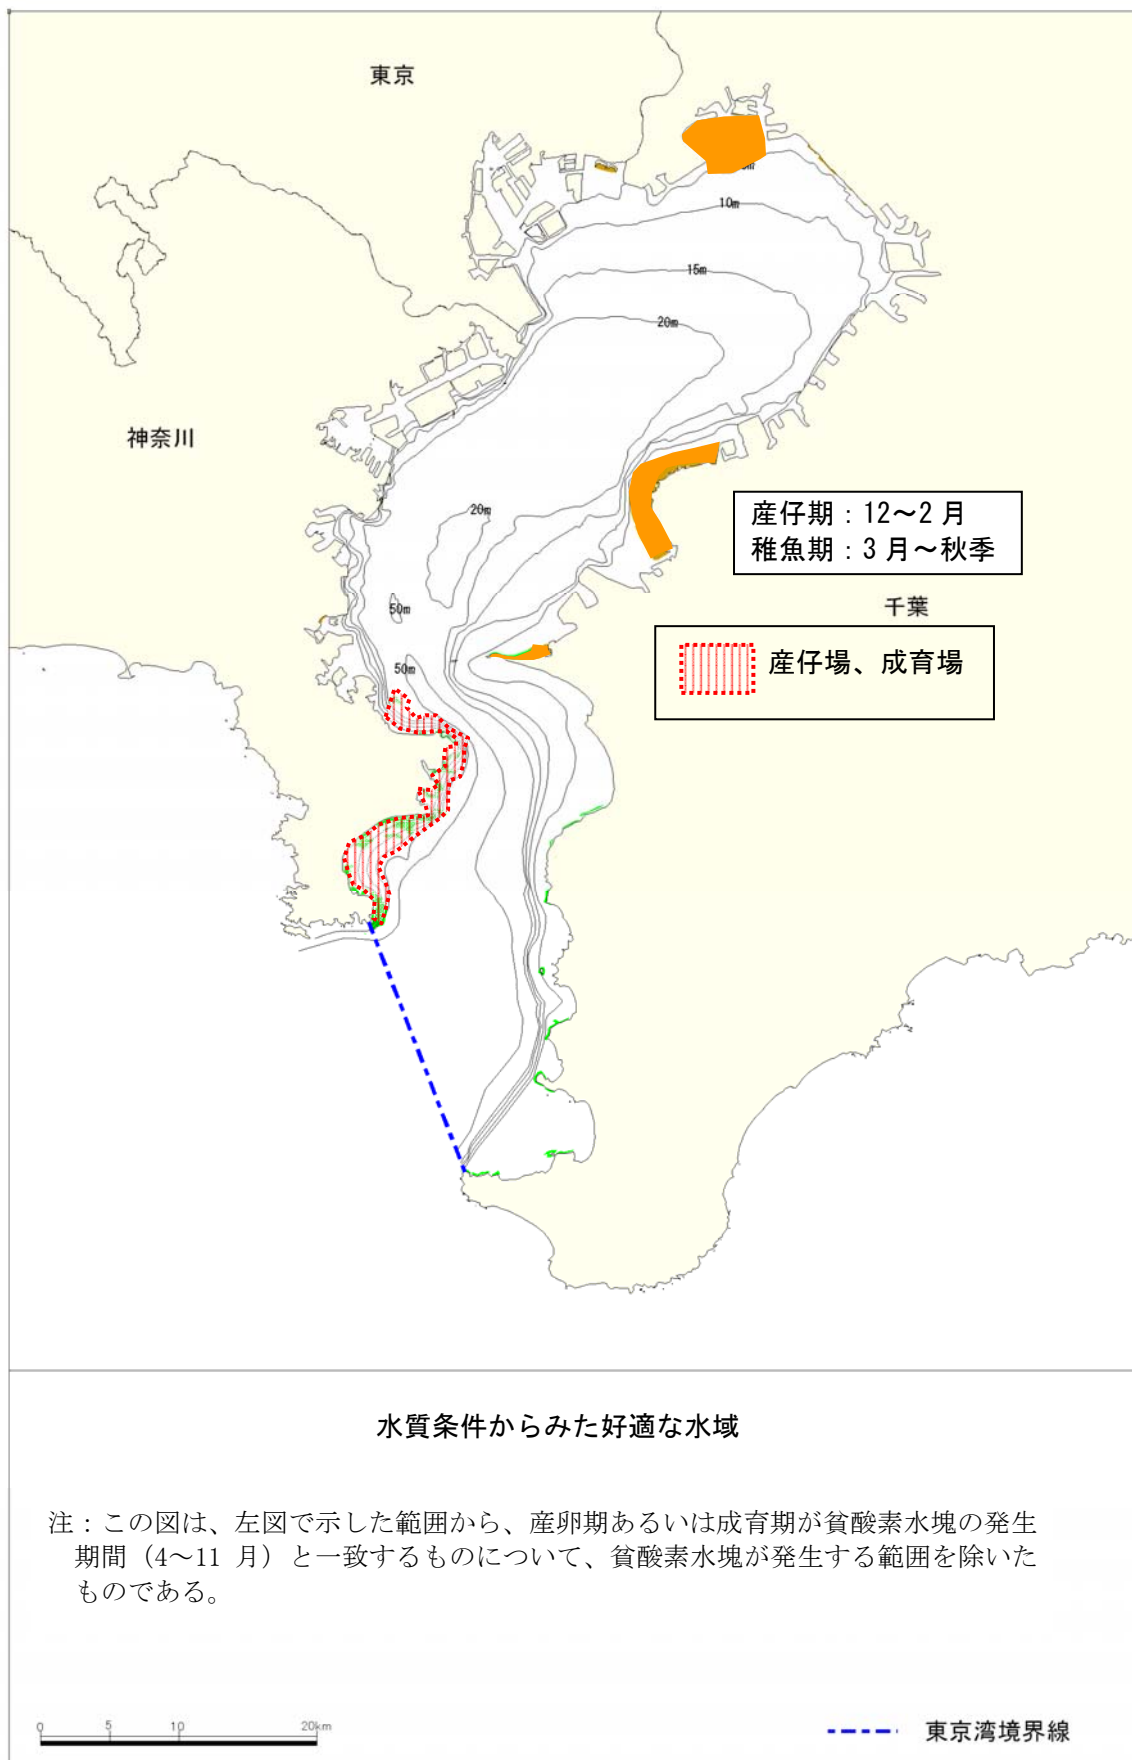 東京
10m
15m
20m
神奈川
20m
産仔期：12～2 月
稚魚期：3 月～秋季
千葉
50m
50m
産仔場、成育場
水質条件からみた好適な水域
注：この図は、左図で示した範囲から、産卵期あるいは成育期が貧酸素水塊の発生
期間（4～11 月）と一致するものについて、貧酸素水塊が発生する範囲を除いた
ものである。
0 5 10 20km
東京湾境界線